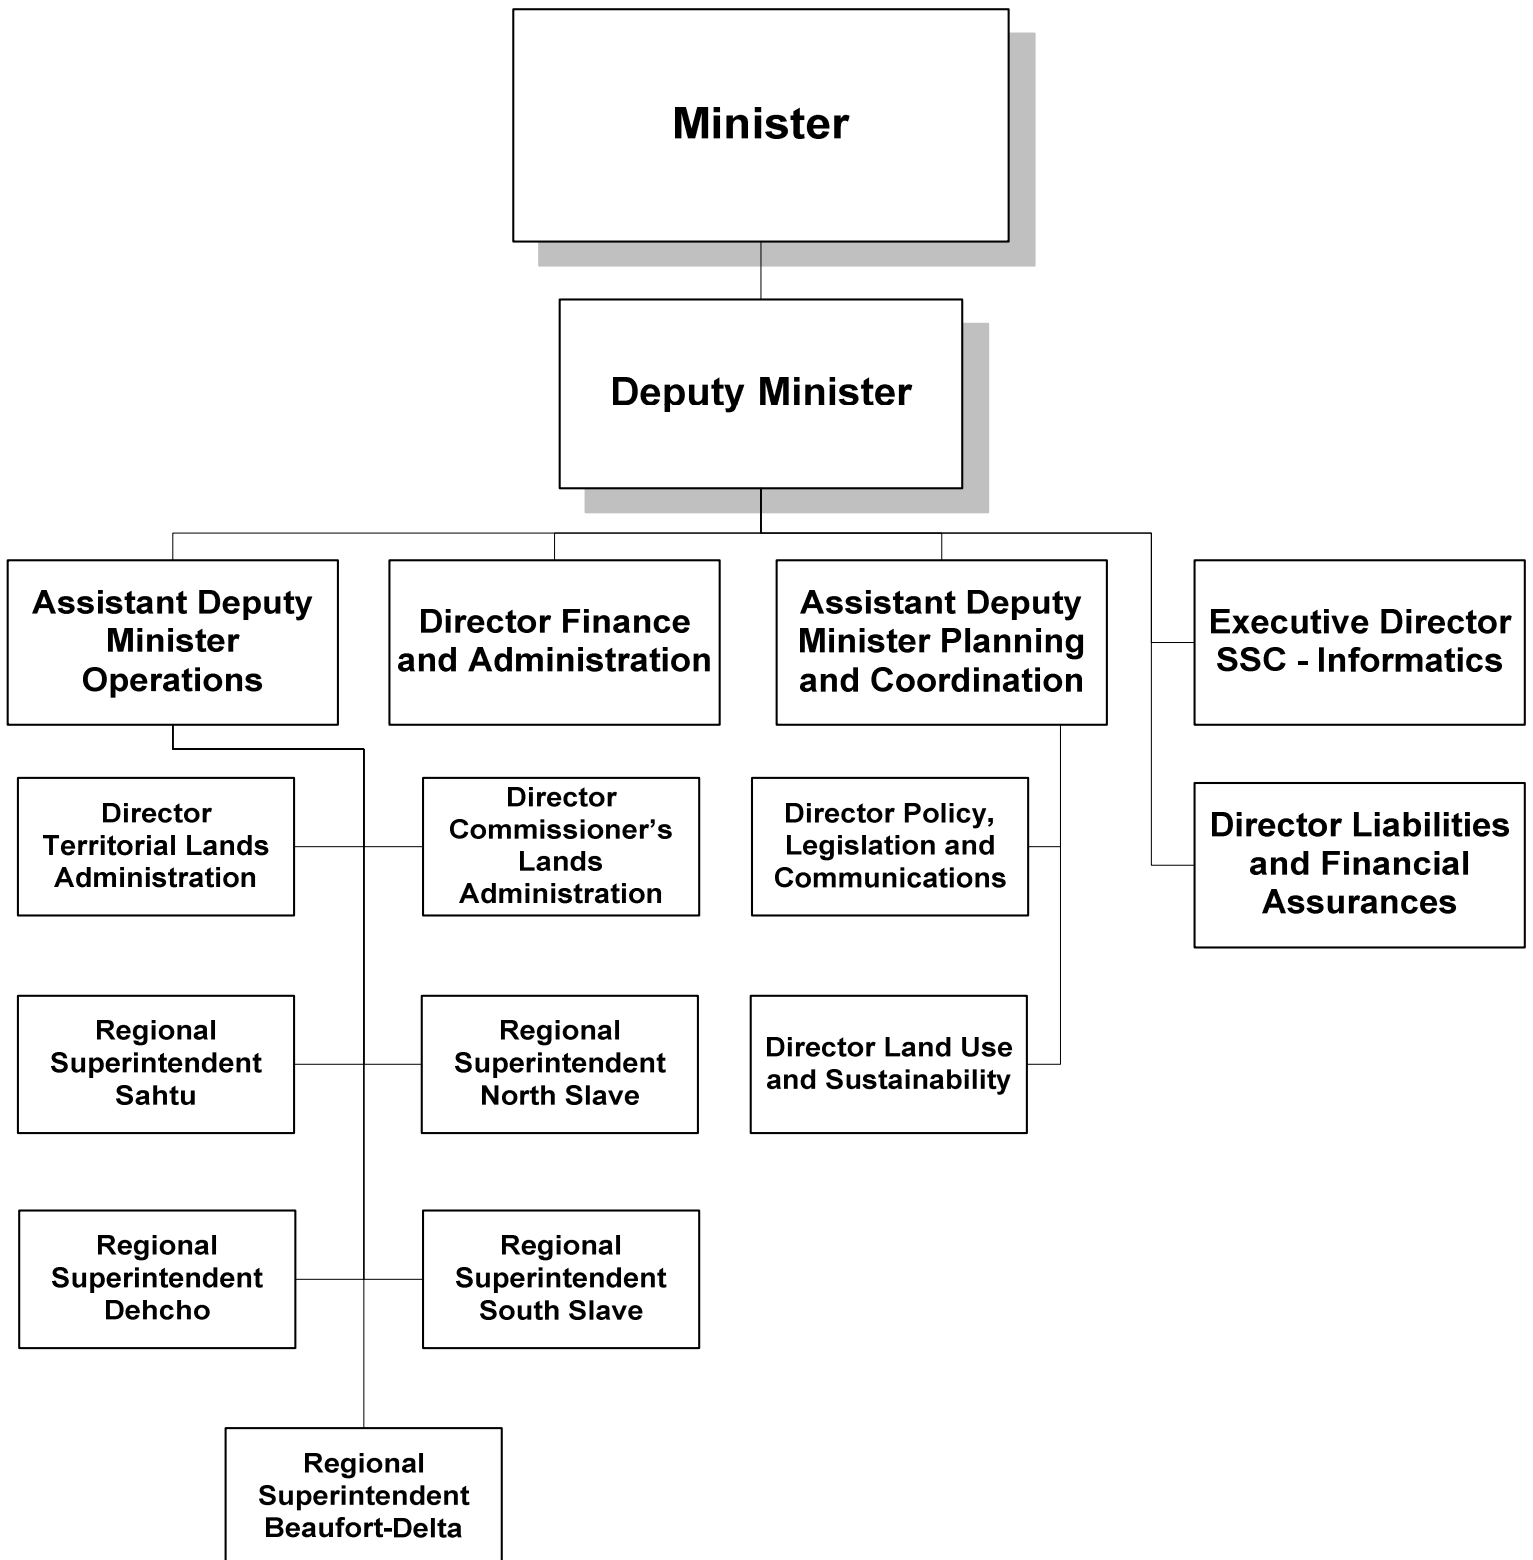 Minister
Deputy Minister
Assistant Deputy
Minister
Operations
Director Finance
and Administration
Assistant Deputy
Minister Planning
and Coordination
Executive Director
SSC - Informatics
Director
Territorial Lands
Administration
Director
Commissioner’s
Lands
Administration
Director Policy,
Legislation and
Communications
Director Liabilities
and Financial
Assurances
Regional
Superintendent
Sahtu
Regional
Superintendent
North Slave
Director Land Use
and Sustainability
Regional
Superintendent
Dehcho
Regional
Superintendent
South Slave
Regional
Superintendent
Beaufort-Delta